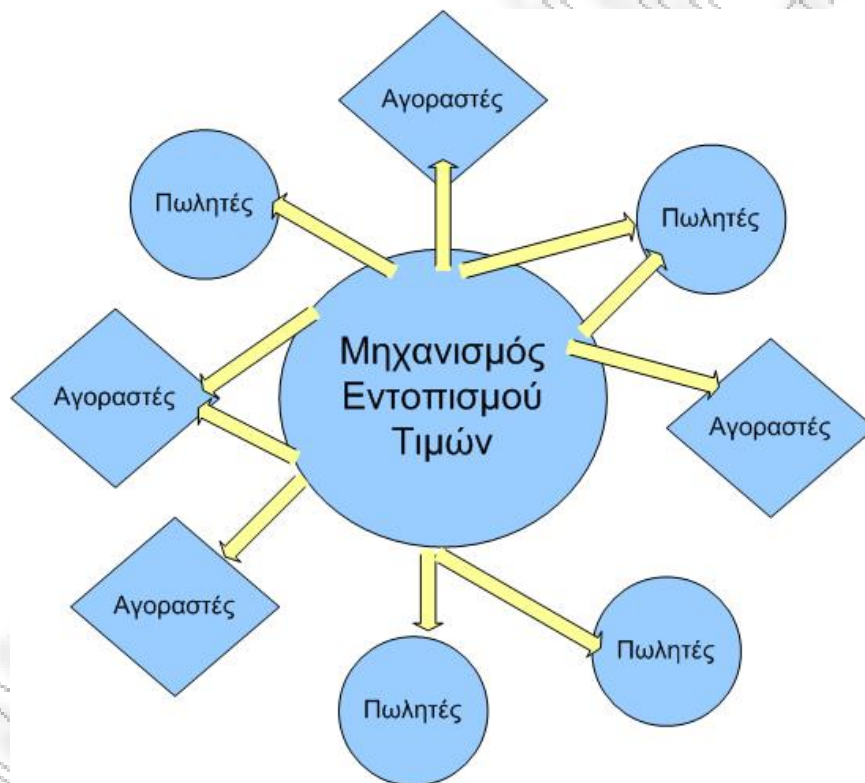 Αγοραστές
Πωλητές
Πωλητές
Μηχανισμός
Εντοπισμού
Τιμών
Αγοραστές
Αγοραστές
Αγοραστές
Πωλητές
Πωλητές